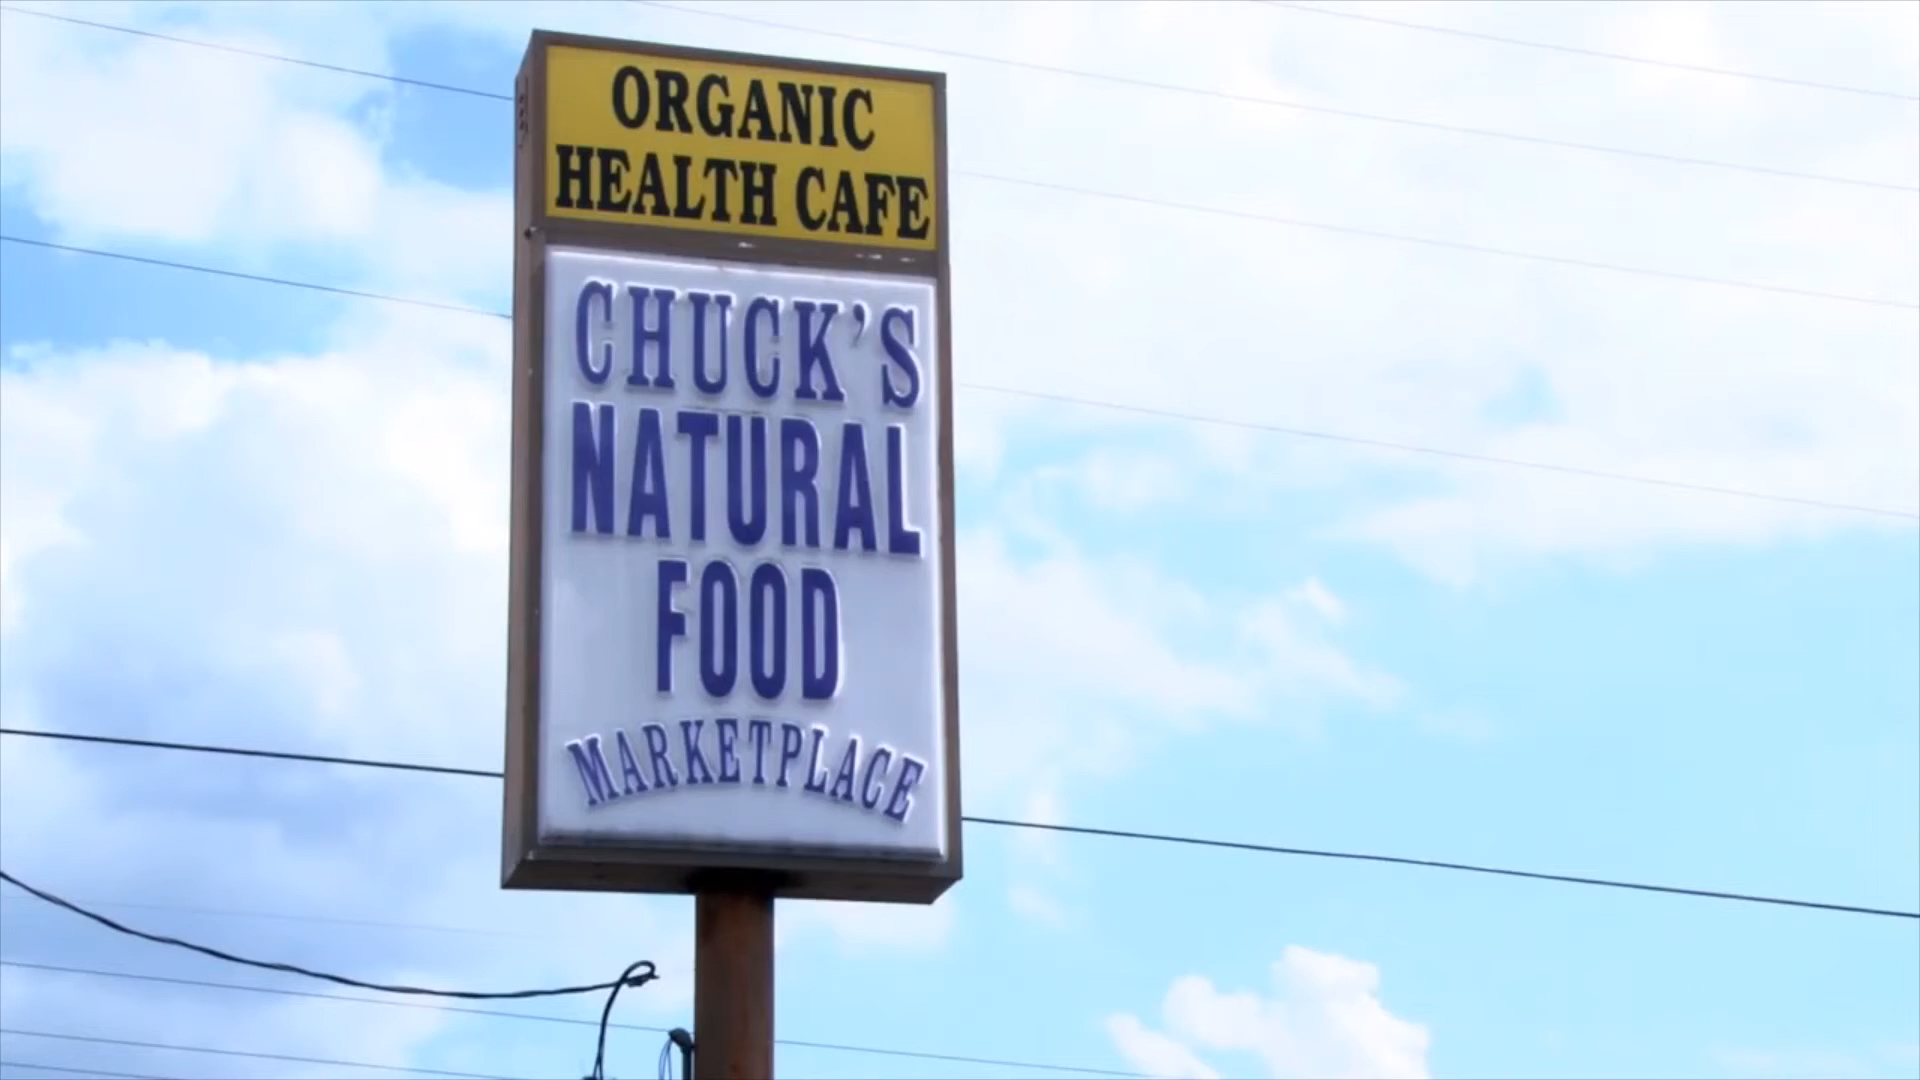 ORGANIC
HEALTH CAFE
CHUCK'S
NATURAL
FOOD
MARKETPLACE